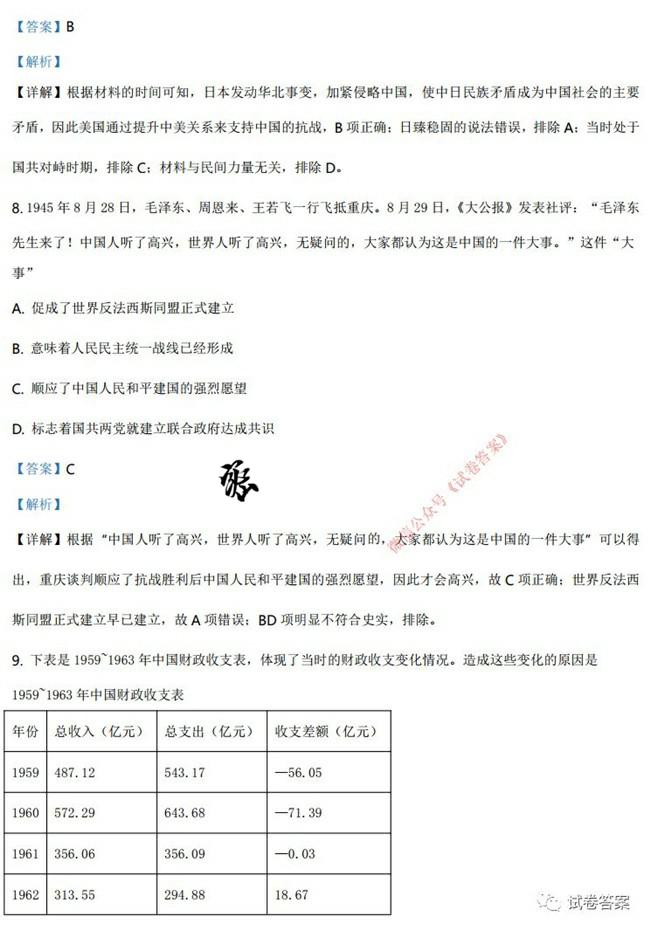 【答案】B
【解析】
【详解】根据材料的时间可知，日本发动华北事变，加紧侵略中国，使中日民族矛盾成为中国社会的主要
矛盾，因此美国通过提升中美关系来支持中国的抗战，B 项正确；日臻稳固的说法错误，排除 A；当时处于
国共对峙时期，排除 C；材料与民间力量无关，排除 D。
8. 1945 年 8 月 28 日，毛泽东、周恩来、王若飞一行飞抵重庆。8 月 29 日，《大公报》发表社评：“毛泽东
先生来了！中国人听了高兴，世界人听了高兴，无疑问的，大家都认为这是中国的一件大事。”这件“大
事”
A. 促成了世界反法西斯同盟正式建立
B. 意味着人民民主统一战线已经形成
C. 顺应了中国人民和平建国的强烈愿望
D. 标志着国共两党就建立联合政府达成共识
【答案】C
【解析】
微信公众号《试卷答案》
【详解】根据 “中国人听了高兴，世界人听了高兴，无疑问的，大家都认为这是中国的一件大事” 可以得
出，重庆谈判顺应了抗战胜利后中国人民和平建国的强烈愿望，因此才会高兴，故 C 项正确；世界反法西
斯同盟正式建立早已建立，故 A 项错误；BD 项明显不符合史实，排除。
9. 下表是 1959~1963 年中国财政收支表，体现了当时的财政收支变化情况。造成这些变化的原因是
1959~1963 年中国财政收支表
年份 总收入（亿元） 总支出（亿元） 收支差额（亿元）
1959 487.12 543.17 —56.05
1960 572.29 643.68 —71.39
1961 356.06 356.09 —0.03
1962 313.55 294.88 18.67
试卷答案